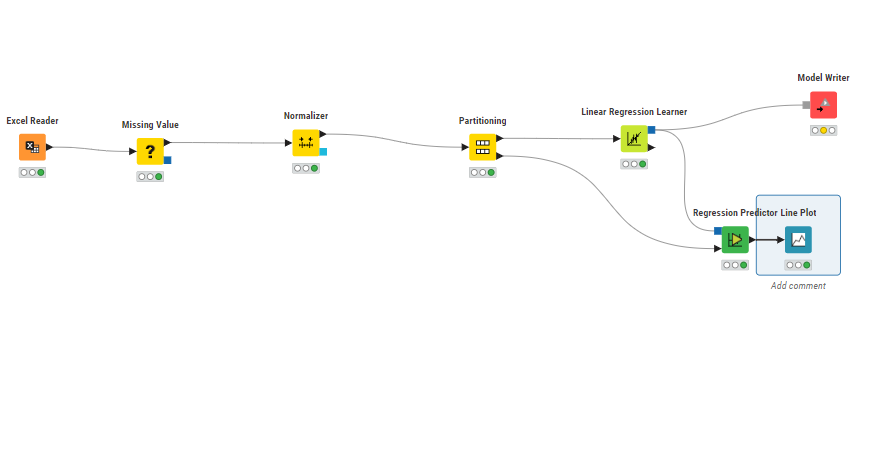 Model Writer
Excel Reader
Missing Value
Normalizer
Partitioning
Linear Regression Learner
?
Regression Predictor
Line Plot
Add comment